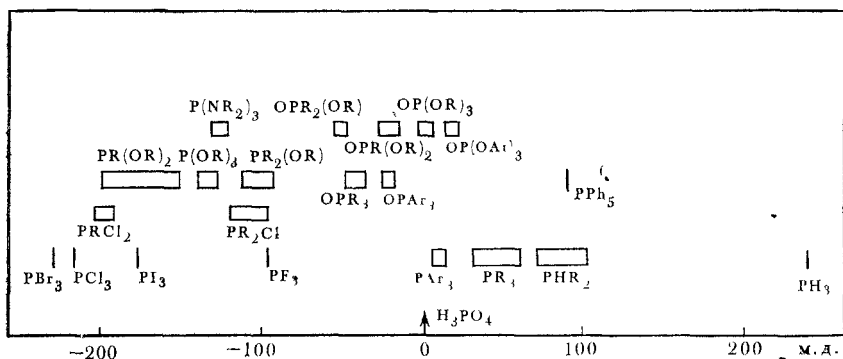 P(NR₂)₃ OPR₂(OR) OP(OR)₃
OPR(OR)₂ OP(OAr)₃
PR(OR)₂ P(OR)₃ PR₂(OR)
OPR₃ OPAr₃ PPh₅
PRCl₂ PR₂Cl
PBr₃ PCl₃ PI₃ PF₃ PAr₃ PR₃ PHR₂ PH₃
H₃PO₄
−200 −100 0 100 200 м.д.